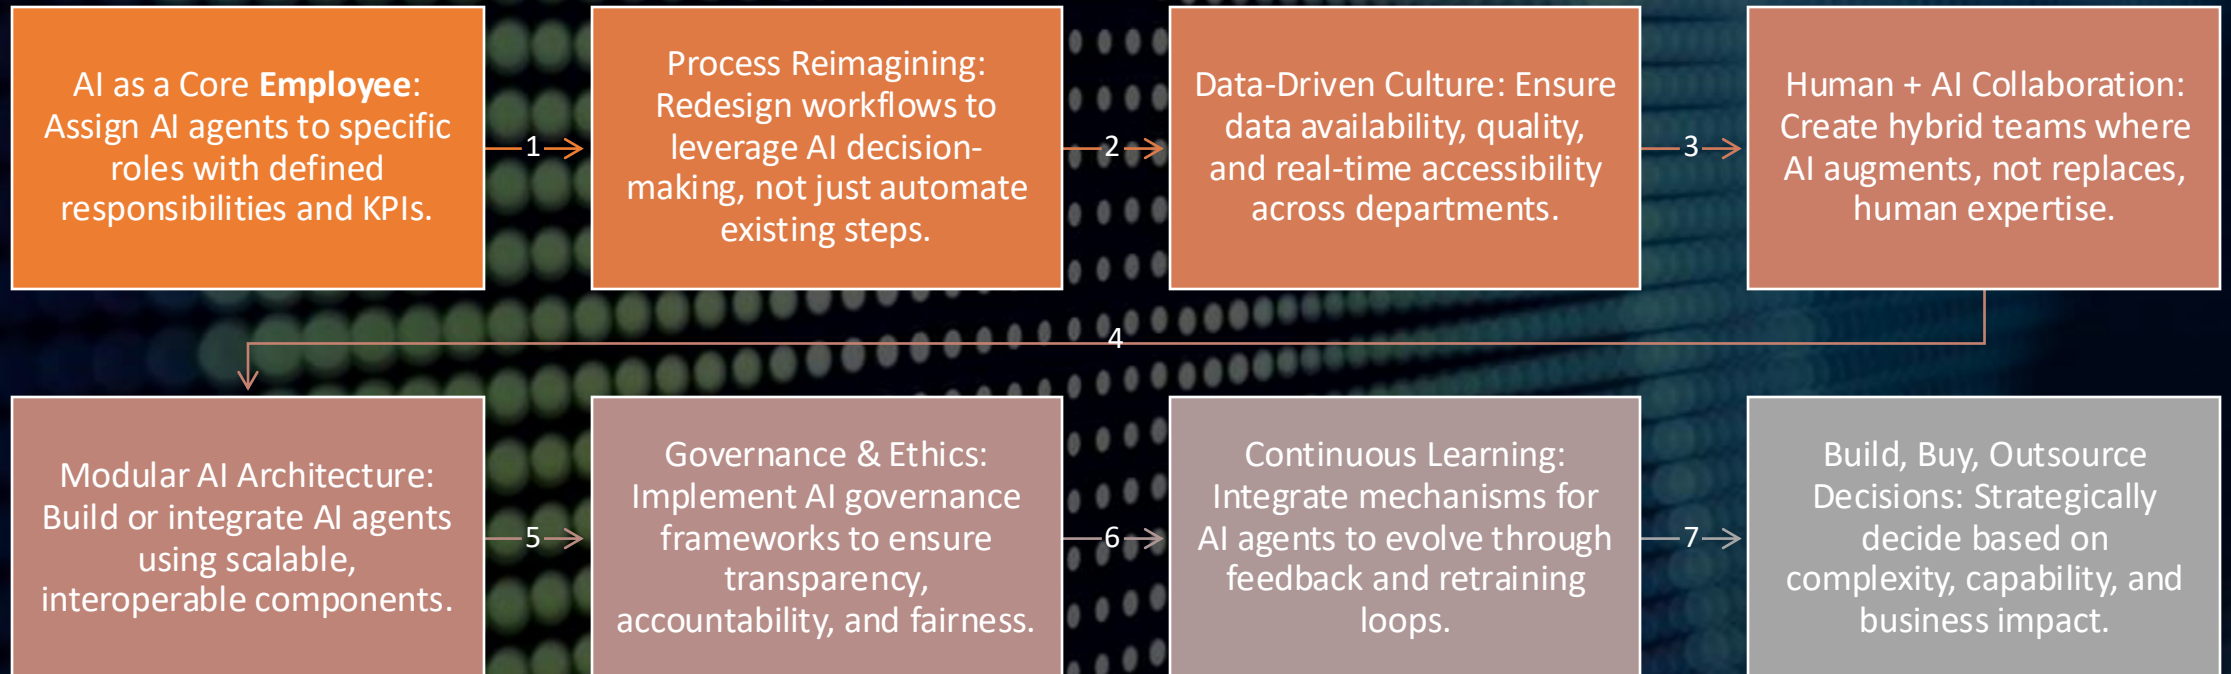 AI as a Core Employee:
Assign AI agents to specific
roles with defined
responsibilities and KPIs.
1
Process Reimagining:
Redesign workflows to
leverage AI decision-
making, not just automate
existing steps.
2
Data-Driven Culture: Ensure
data availability, quality,
and real-time accessibility
across departments.
3
Human + AI Collaboration:
Create hybrid teams where
AI augments, not replaces,
human expertise.
4
Modular AI Architecture:
Build or integrate AI agents
using scalable,
interoperable components.
5
Governance & Ethics:
Implement AI governance
frameworks to ensure
transparency,
accountability, and fairness.
6
Continuous Learning:
Integrate mechanisms for
AI agents to evolve through
feedback and retraining
loops.
7
Build, Buy, Outsource
Decisions: Strategically
decide based on
complexity, capability, and
business impact.